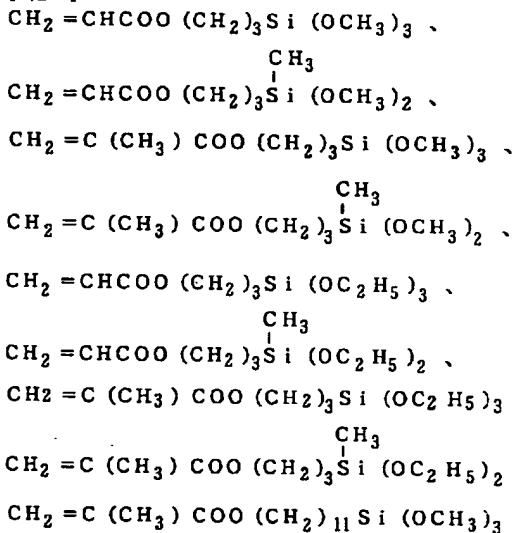 CH₂=CHCOO(CH₂)₃Si(OCH₃)₃、
CH₃
CH₂=CHCOO(CH₂)₃Si(OCH₃)₂、
CH₂=C(CH₃)COO(CH₂)₃Si(OCH₃)₃、
CH₃
CH₂=C(CH₃)COO(CH₂)₃Si(OCH₃)₂、
CH₂=CHCOO(CH₂)₃Si(OC₂H₅)₃、
CH₃
CH₂=CHCOO(CH₂)₃Si(OC₂H₅)₂、
CH2=C(CH₃)COO(CH₂)₃Si(OC₂H₅)₃
CH₃
CH₂=C(CH₃)COO(CH₂)₃Si(OC₂H₅)₂
CH₂=C(CH₃)COO(CH₂)₁₁Si(OCH₃)₃